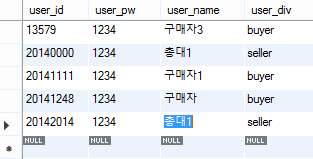 user_id user_pw user_name user_div
13579 1234 구매자3 buyer
20140000 1234 총대1 seller
20141111 1234 구매자1 buyer
20141248 1234 구매자 buyer
20142014 1234 총대1 seller
NULL NULL NULL NULL